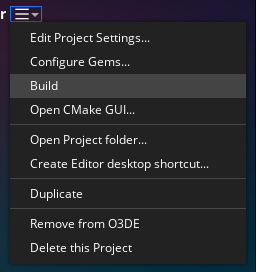 r
Edit Project Settings...
Configure Gems...
Build
Open CMake GUI...
Open Project folder...
Create Editor desktop shortcut...
Duplicate
Remove from O3DE
Delete this Project